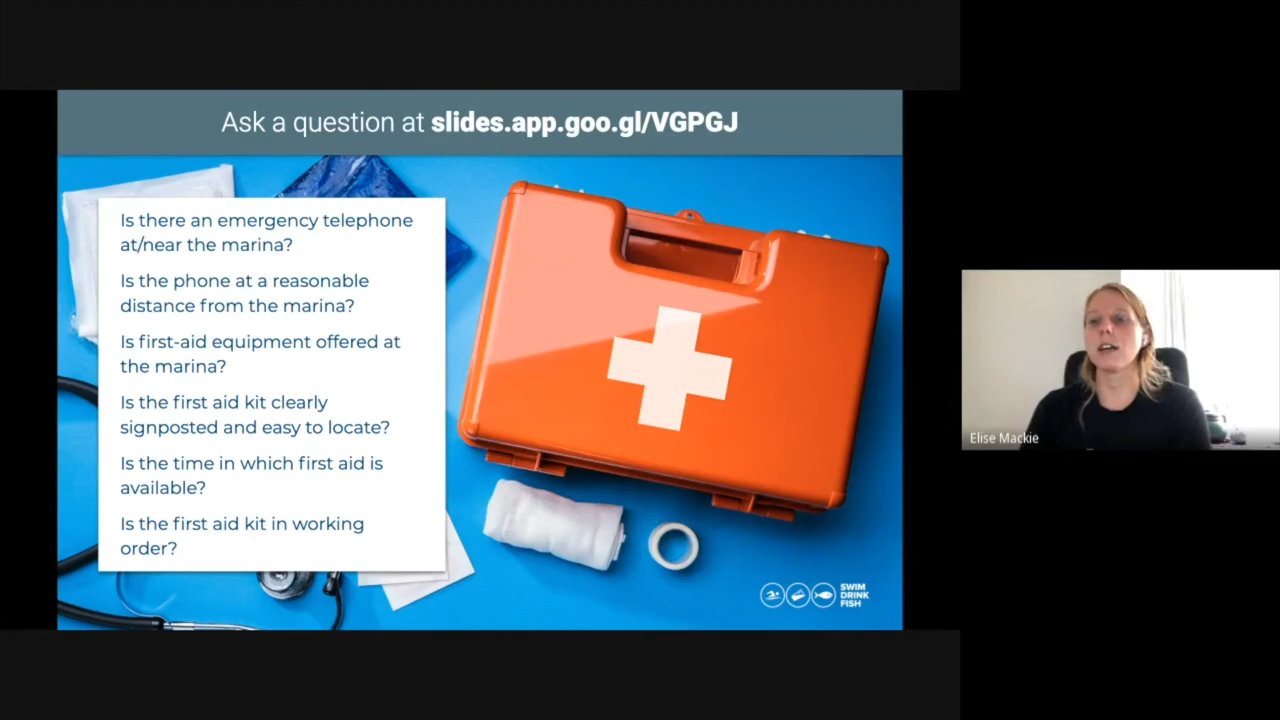 Ask a question at slides.app.goo.gl/VGPGJ
Is there an emergency telephone
at/near the marina?
Is the phone at a reasonable
distance from the marina?
Is first-aid equipment offered at
the marina?
Is the first aid kit clearly
signposted and easy to locate?
Is the time in which first aid is
available?
Is the first aid kit in working
order?
SWIM
DRINK
FISH
Elise Mackie